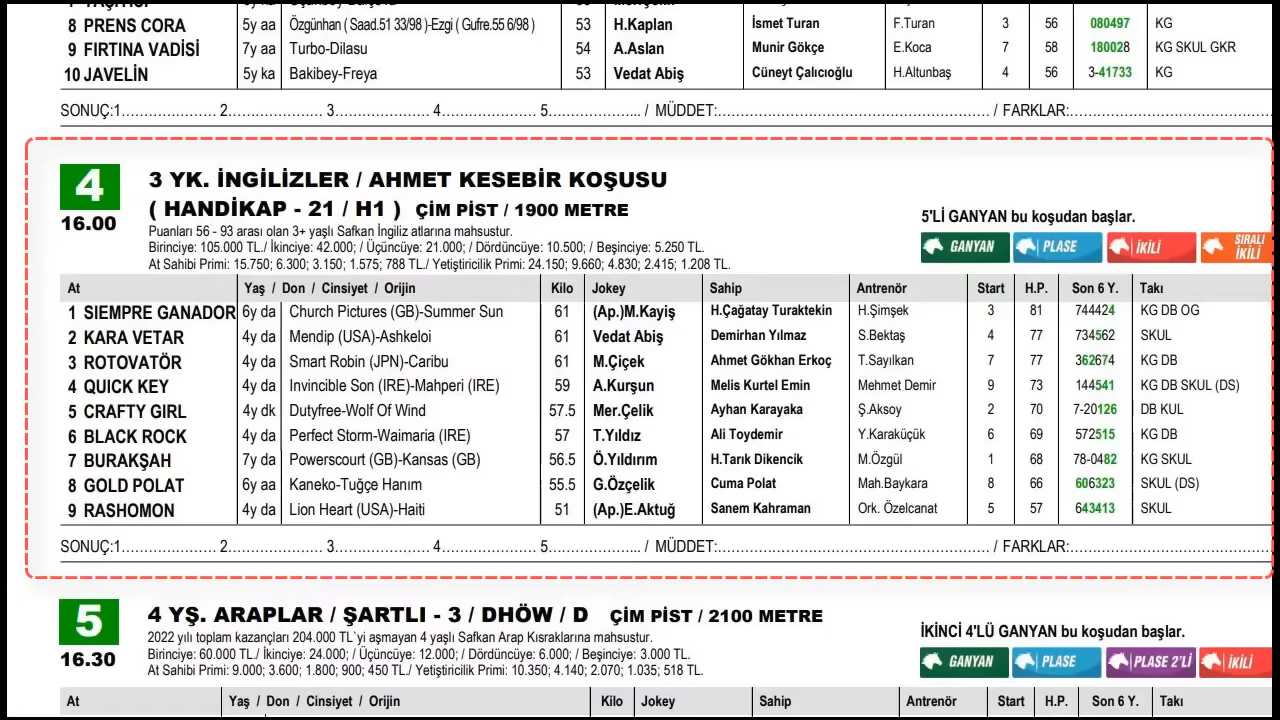 8 PRENS CORA 5y aa Özgünhan ( Saad.51 33/98 )-Ezgi ( Gufre.55 6/98 ) 53 H.Kaplan İsmet Turan F.Turan 3 56 080497 KG
9 FIRTINA VADİSİ 7y aa Turbo-Dilasu 54 A.Aslan Munir Gökçe E.Koca 7 58 180028 KG SKUL GKR
10 JAVELİN 5y ka Bakibey-Freya 53 Vedat Abiş Cüneyt Çalıcıoğlu H.Altunbaş 4 56 3-41733 KG
SONUÇ:1..................... 2..................... 3..................... 4..................... 5..................... / MÜDDET:............................................................ / FARKLAR:.............................................
4
16.00
3 YK. İNGİLİZLER / AHMET KESEBİR KOŞUSU
( HANDİKAP - 21 / H1 ) ÇİM PİST / 1900 METRE
Puanları 56 - 93 arası olan 3+ yaşlı Safkan İngiliz atlarına mahsustur.
Birinciye: 105.000 TL./ İkinciye: 42.000; / Üçüncüye: 21.000; / Dördüncüye: 10.500; / Beşinciye: 5.250 TL.
At Sahibi Primi: 15.750; 6.300; 3.150; 1.575; 788 TL./ Yetiştiricilik Primi: 24.150; 9.660; 4.830; 2.415; 1.208 TL.
5'Lİ GANYAN bu koşudan başlar.
GANYAN PLASE İKİLİ SIRALI İKİLİ
At Yaş / Don / Cinsiyet / Orijin Kilo Jokey Sahip Antrenör Start H.P. Son 6 Y. Takı
1 SIEMPRE GANADOR 6y da Church Pictures (GB)-Summer Sun 61 (Ap.)M.Kayiş H.Çağatay Turaktekin H.Şimşek 3 81 744424 KG DB OG
2 KARA VETAR 4y da Mendip (USA)-Ashkeloi 61 Vedat Abiş Demirhan Yılmaz S.Bektaş 4 77 734562 SKUL
3 ROTOVATÖR 4y da Smart Robin (JPN)-Caribu 61 M.Çiçek Ahmet Gökhan Erkoç T.Sayılkan 7 77 362674 KG DB
4 QUICK KEY 4y da Invincible Son (IRE)-Mahperi (IRE) 59 A.Kurşun Melis Kurtel Emin Mehmet Demir 9 73 144541 KG DB SKUL (DS)
5 CRAFTY GIRL 4y dk Dutyfree-Wolf Of Wind 57.5 Mer.Çelik Ayhan Karayaka Ş.Aksoy 2 70 7-20126 DB KUL
6 BLACK ROCK 4y da Perfect Storm-Waimaria (IRE) 57 T.Yıldız Ali Toydemir Y.Karaküçük 6 69 572515 KG DB
7 BURAKŞAH 7y da Powerscourt (GB)-Kansas (GB) 56.5 Ö.Yıldırım H.Tarık Dikencik M.Özgül 1 68 78-0482 KG SKUL
8 GOLD POLAT 6y aa Kaneko-Tuğçe Hanım 55.5 G.Özçelik Cuma Polat Mah.Baykara 8 66 606323 SKUL (DS)
9 RASHOMON 4y da Lion Heart (USA)-Haiti 51 (Ap.)E.Aktuğ Sanem Kahraman Ork. Özelcanat 5 57 643413 SKUL
SONUÇ:1..................... 2..................... 3..................... 4..................... 5..................... / MÜDDET:............................................................ / FARKLAR:.............................................
5
16.30
4 YŞ. ARAPLAR / ŞARTLI - 3 / DHÖW / D ÇİM PİST / 2100 METRE
2022 yılı toplam kazançları 204.000 TL`yi aşmayan 4 yaşlı Safkan Arap Kısraklarına mahsustur.
Birinciye: 60.000 TL./ İkinciye: 24.000; / Üçüncüye: 12.000; / Dördüncüye: 6.000; / Beşinciye: 3.000 TL.
At Sahibi Primi: 9.000; 3.600; 1.800; 900; 450 TL./ Yetiştiricilik Primi: 10.350; 4.140; 2.070; 1.035; 518 TL.
İKİNCİ 4'LÜ GANYAN bu koşudan başlar.
GANYAN PLASE PLASE 2'Lİ İKİLİ
At Yaş / Don / Cinsiyet / Orijin Kilo Jokey Sahip Antrenör Start H.P. Son 6 Y. Takı